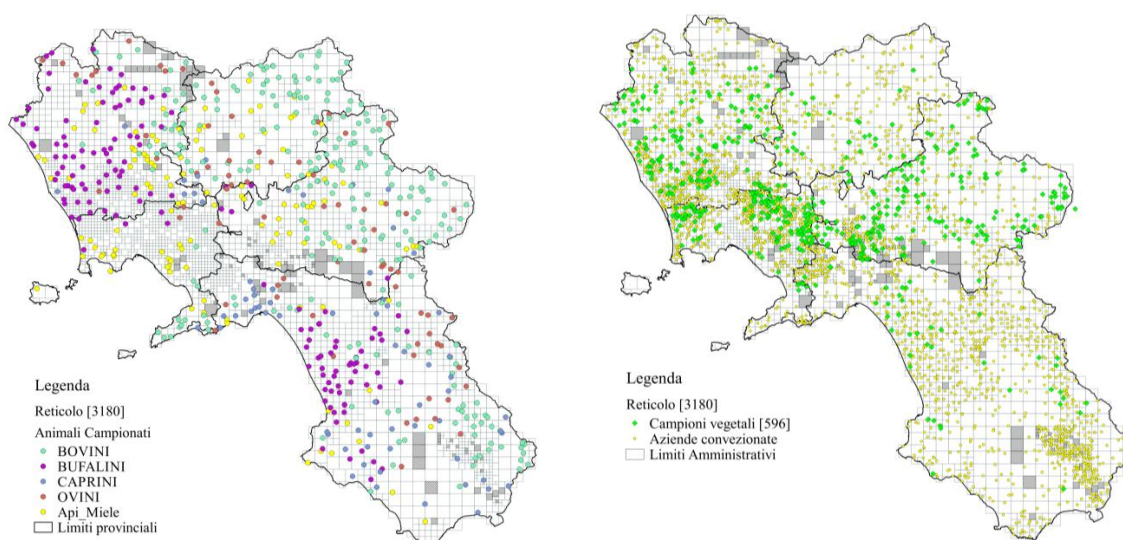 Legenda
Reticolo [3180]
Animali Campionati
BOVINI
BUFALINI
CAPRINI
OVINI
Api_Miele
Limiti provinciali
Legenda
Reticolo [3180]
Campioni vegetali [596]
Aziende convezionate
Limiti Amministrativi